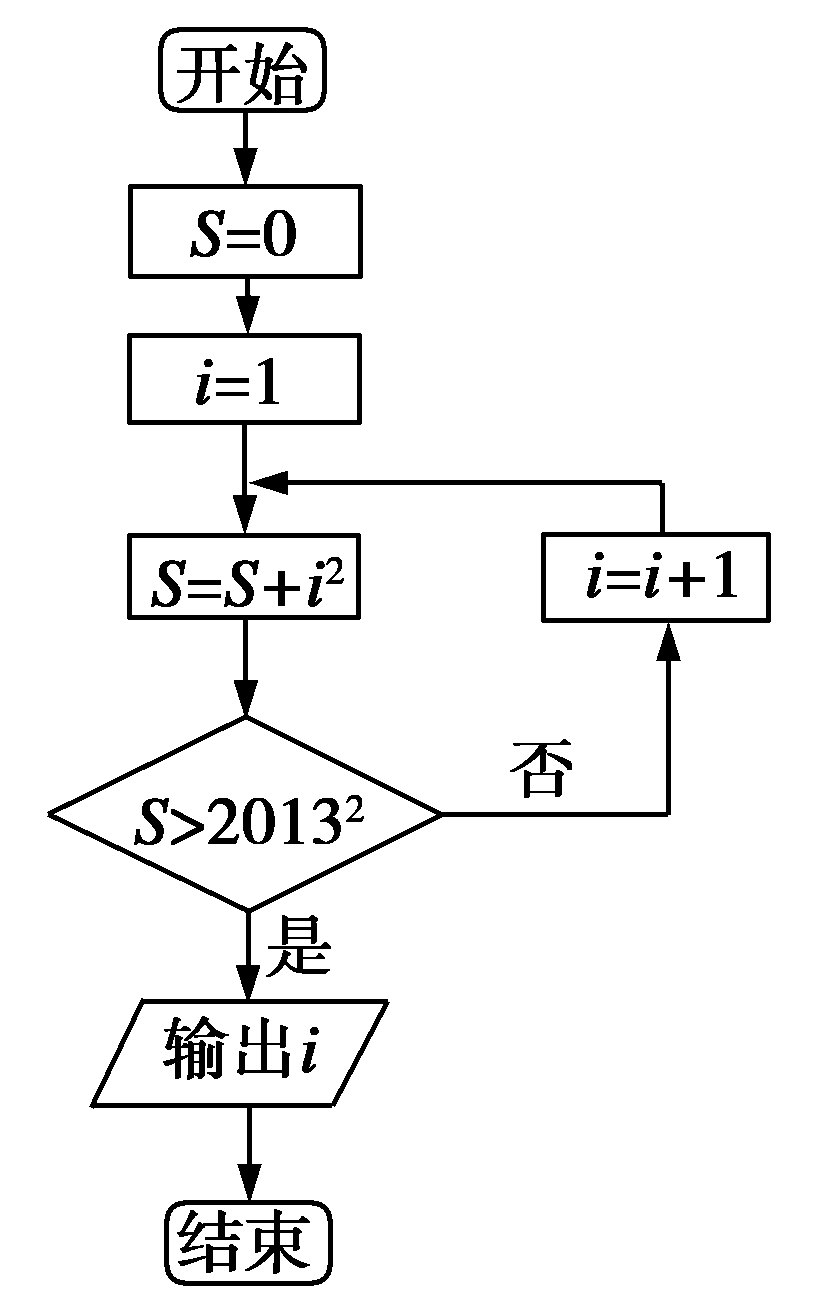 开始
S=0
i=1
S=S+i²
i=i+1
否
S>2013²
是
输出i
结束